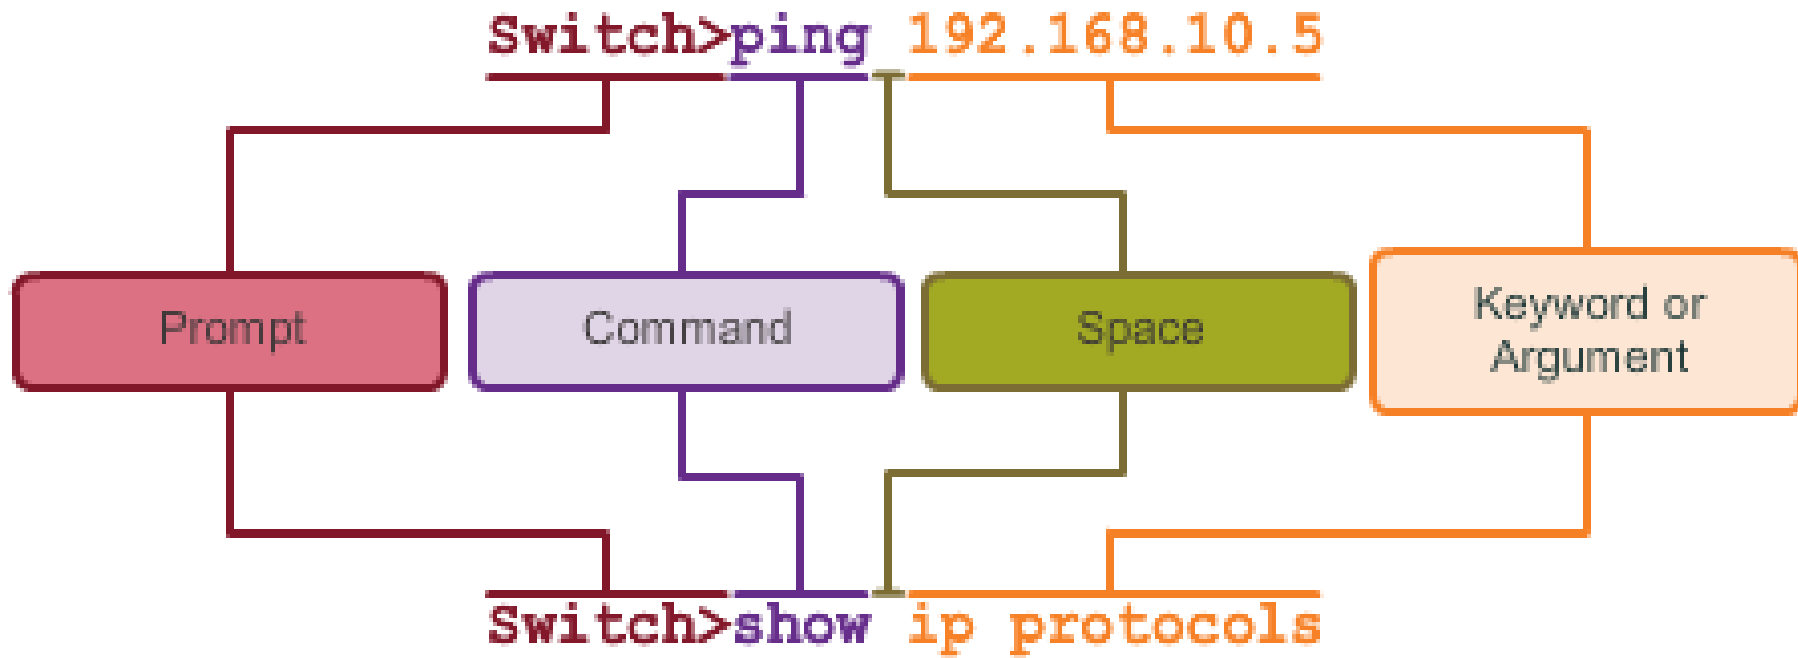 Switch>ping 192.168.10.5
Prompt
Command
Space
Keyword or
Argument
Switch>show ip protocols